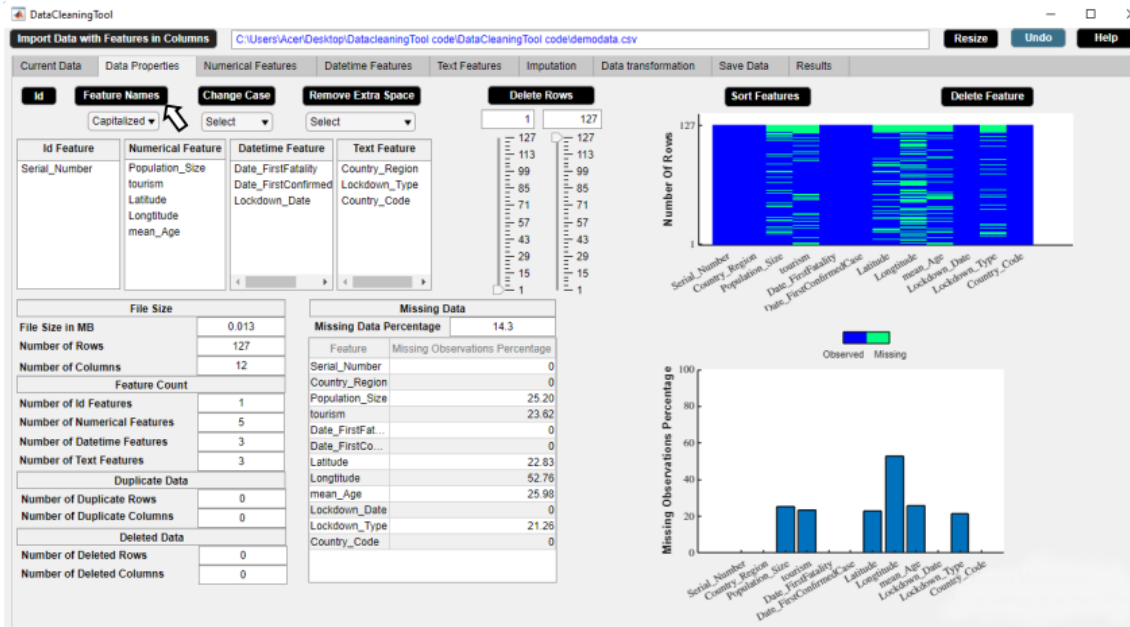 DataCleaningTool
Import Data with Features in Columns C:\Users\Acer\Desktop\DatacleaningTool code\DataCleaningTool code\demodata.csv Resize Undo Help
Current Data Data Properties Numerical Features Datetime Features Text Features Imputation Data transformation Save Data Results
Id Feature Names Change Case Remove Extra Space Delete Rows Sort Features Delete Feature
Capitalized Select Select 1 127
Id Feature Numerical Feature Datetime Feature Text Feature
Serial_Number Population_Size Date_FirstFatality Country_Region
tourism Date_FirstConfirmed Lockdown_Type
Latitude Lockdown_Date Country_Code
Longtitude
mean_Age
127 127
113 113
99 99
85 85
71 71
57 57
43 43
29 29
15 15
1 1
Number Of Rows
127
1
Serial_Number Country_Region Population_Size tourism Date_FirstFatality Date_FirstConfirmedCase Latitude Longtitude mean_Age Lockdown_Date Lockdown_Type Country_Code
File Size
File Size in MB 0.013
Number of Rows 127
Number of Columns 12
Feature Count
Number of Id Features 1
Number of Numerical Features 5
Number of Datetime Features 3
Number of Text Features 3
Duplicate Data
Number of Duplicate Rows 0
Number of Duplicate Columns 0
Deleted Data
Number of Deleted Rows 0
Number of Deleted Columns 0
Missing Data
Missing Data Percentage 14.3
Feature Missing Observations Percentage
Serial_Number 0
Country_Region 0
Population_Size 25.20
tourism 23.62
Date_FirstFat... 0
Date_FirstCo... 0
Latitude 22.83
Longtitude 52.76
mean_Age 25.98
Lockdown_Date 0
Lockdown_Type 21.26
Country_Code 0
Observed Missing
Missing Observations Percentage
100
80
60
40
20
0
Serial_Number Country_Region Population_Size tourism Date_FirstFatality Date_FirstConfirmedCase Latitude Longtitude mean_Age Lockdown_Date Lockdown_Type Country_Code